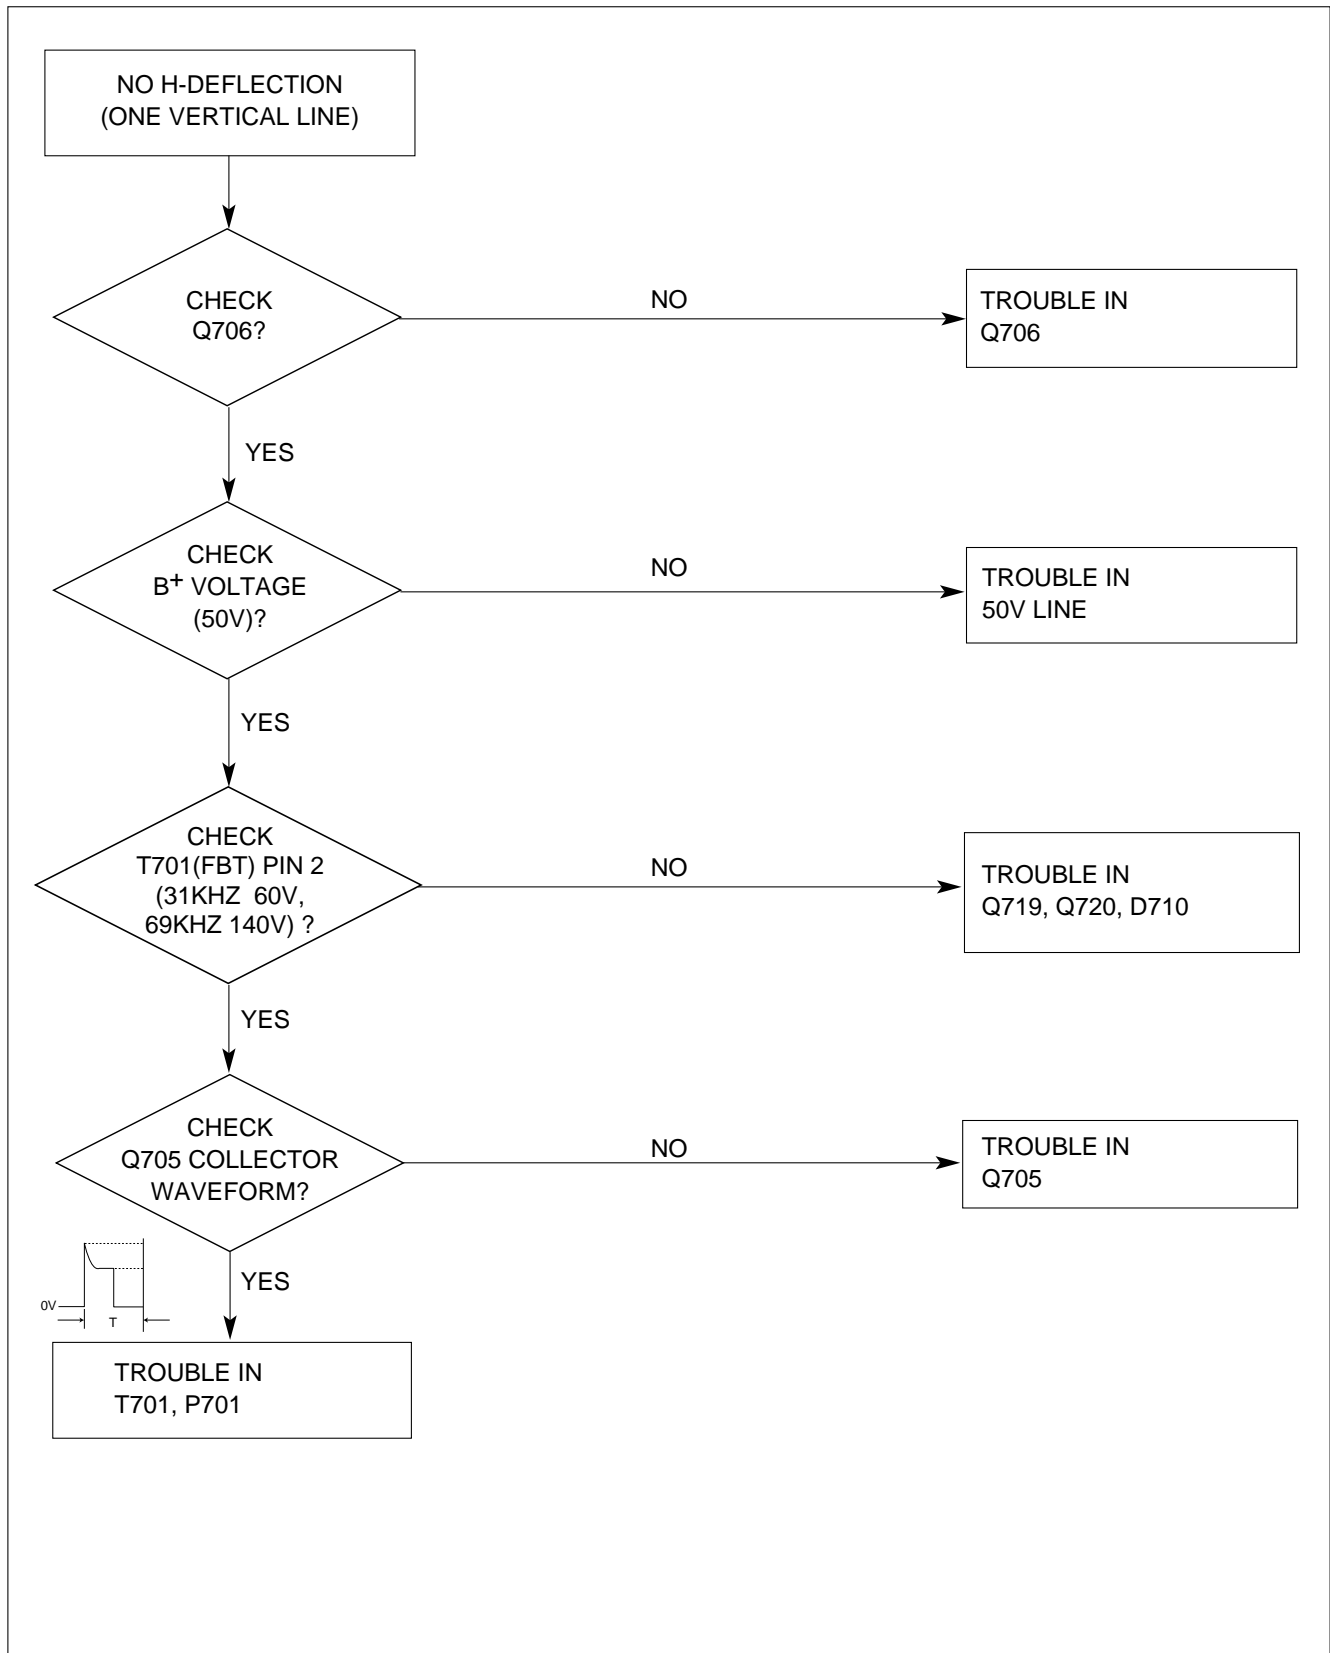 NO H-DEFLECTION
(ONE VERTICAL LINE)
CHECK
Q706?
NO
TROUBLE IN
Q706
YES
CHECK
B+ VOLTAGE
(50V)?
NO
TROUBLE IN
50V LINE
YES
CHECK
T701(FBT) PIN 2
(31KHZ 60V,
69KHZ 140V) ?
NO
TROUBLE IN
Q719, Q720, D710
YES
CHECK
Q705 COLLECTOR
WAVEFORM?
NO
TROUBLE IN
Q705
YES
0V
T
TROUBLE IN
T701, P701